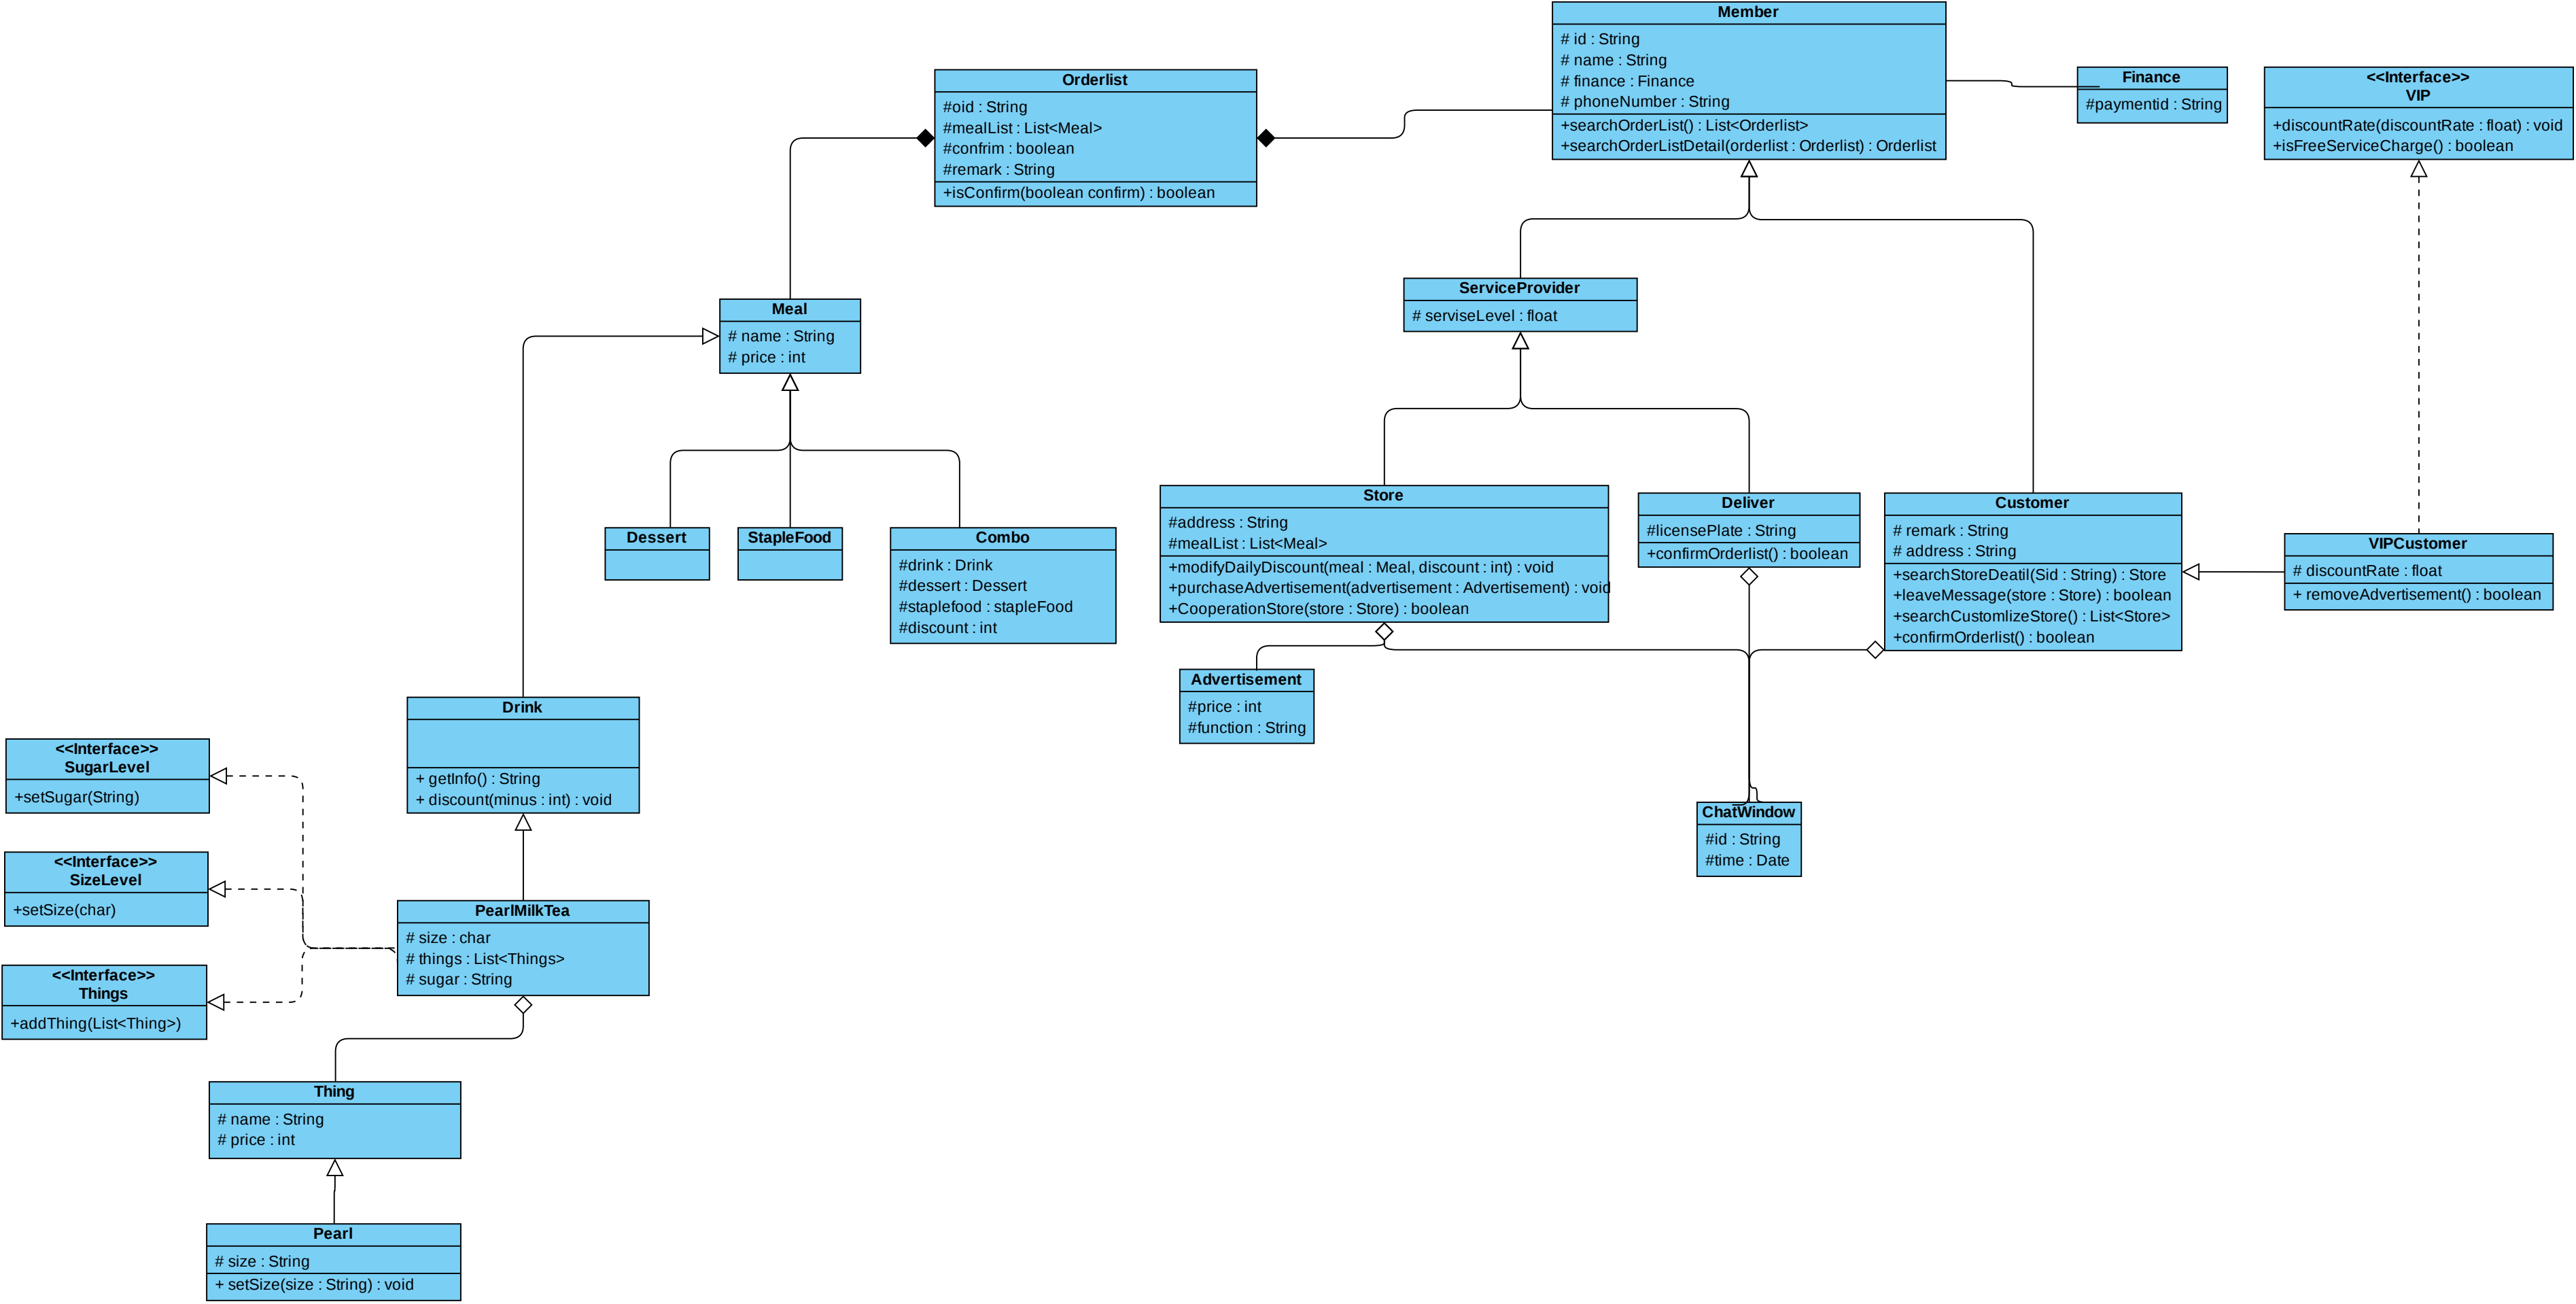 Member
# id : String
# name : String
# finance : Finance
# phoneNumber : String
+searchOrderList() : List<Orderlist>
+searchOrderListDetail(orderlist : Orderlist) : Orderlist
Orderlist
#oid : String
#mealList : List<Meal>
#confrim : boolean
#remark : String
+isConfirm(boolean confirm) : boolean
Finance
#paymentid : String
<<Interface>>
VIP
+discountRate(discountRate : float) : void
+isFreeServiceCharge() : boolean
ServiceProvider
# serviseLevel : float
Meal
# name : String
# price : int
Dessert
StapleFood
Combo
#drink : Drink
#dessert : Dessert
#staplefood : stapleFood
#discount : int
Store
#address : String
#mealList : List<Meal>
+modifyDailyDiscount(meal : Meal, discount : int) : void
+purchaseAdvertisement(advertisement : Advertisement) : void
+CooperationStore(store : Store) : boolean
Deliver
#licensePlate : String
+confirmOrderlist() : boolean
Customer
# remark : String
# address : String
+searchStoreDeatil(Sid : String) : Store
+leaveMessage(store : Store) : boolean
+searchCustomlizeStore() : List<Store>
+confirmOrderlist() : boolean
VIPCustomer
# discountRate : float
+ removeAdvertisement() : boolean
Advertisement
#price : int
#function : String
Drink
+ getInfo() : String
+ discount(minus : int) : void
<<Interface>>
SugarLevel
+setSugar(String)
ChatWindow
#id : String
#time : Date
<<Interface>>
SizeLevel
+setSize(char)
PearlMilkTea
# size : char
# things : List<Things>
# sugar : String
<<Interface>>
Things
+addThing(List<Thing>)
Thing
# name : String
# price : int
Pearl
# size : String
+ setSize(size : String) : void